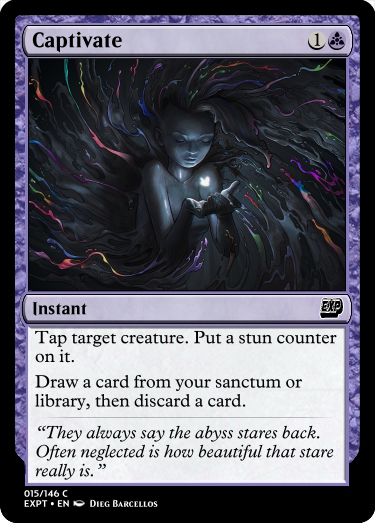 Captivate
1
Instant
EXP
Tap target creature. Put a stun counter
on it.
Draw a card from your sanctum or
library, then discard a card.
“They always say the abyss stares back.
Often neglected is how beautiful that stare
really is.”
015/146 C
EXPT • EN Dieg Barcellos